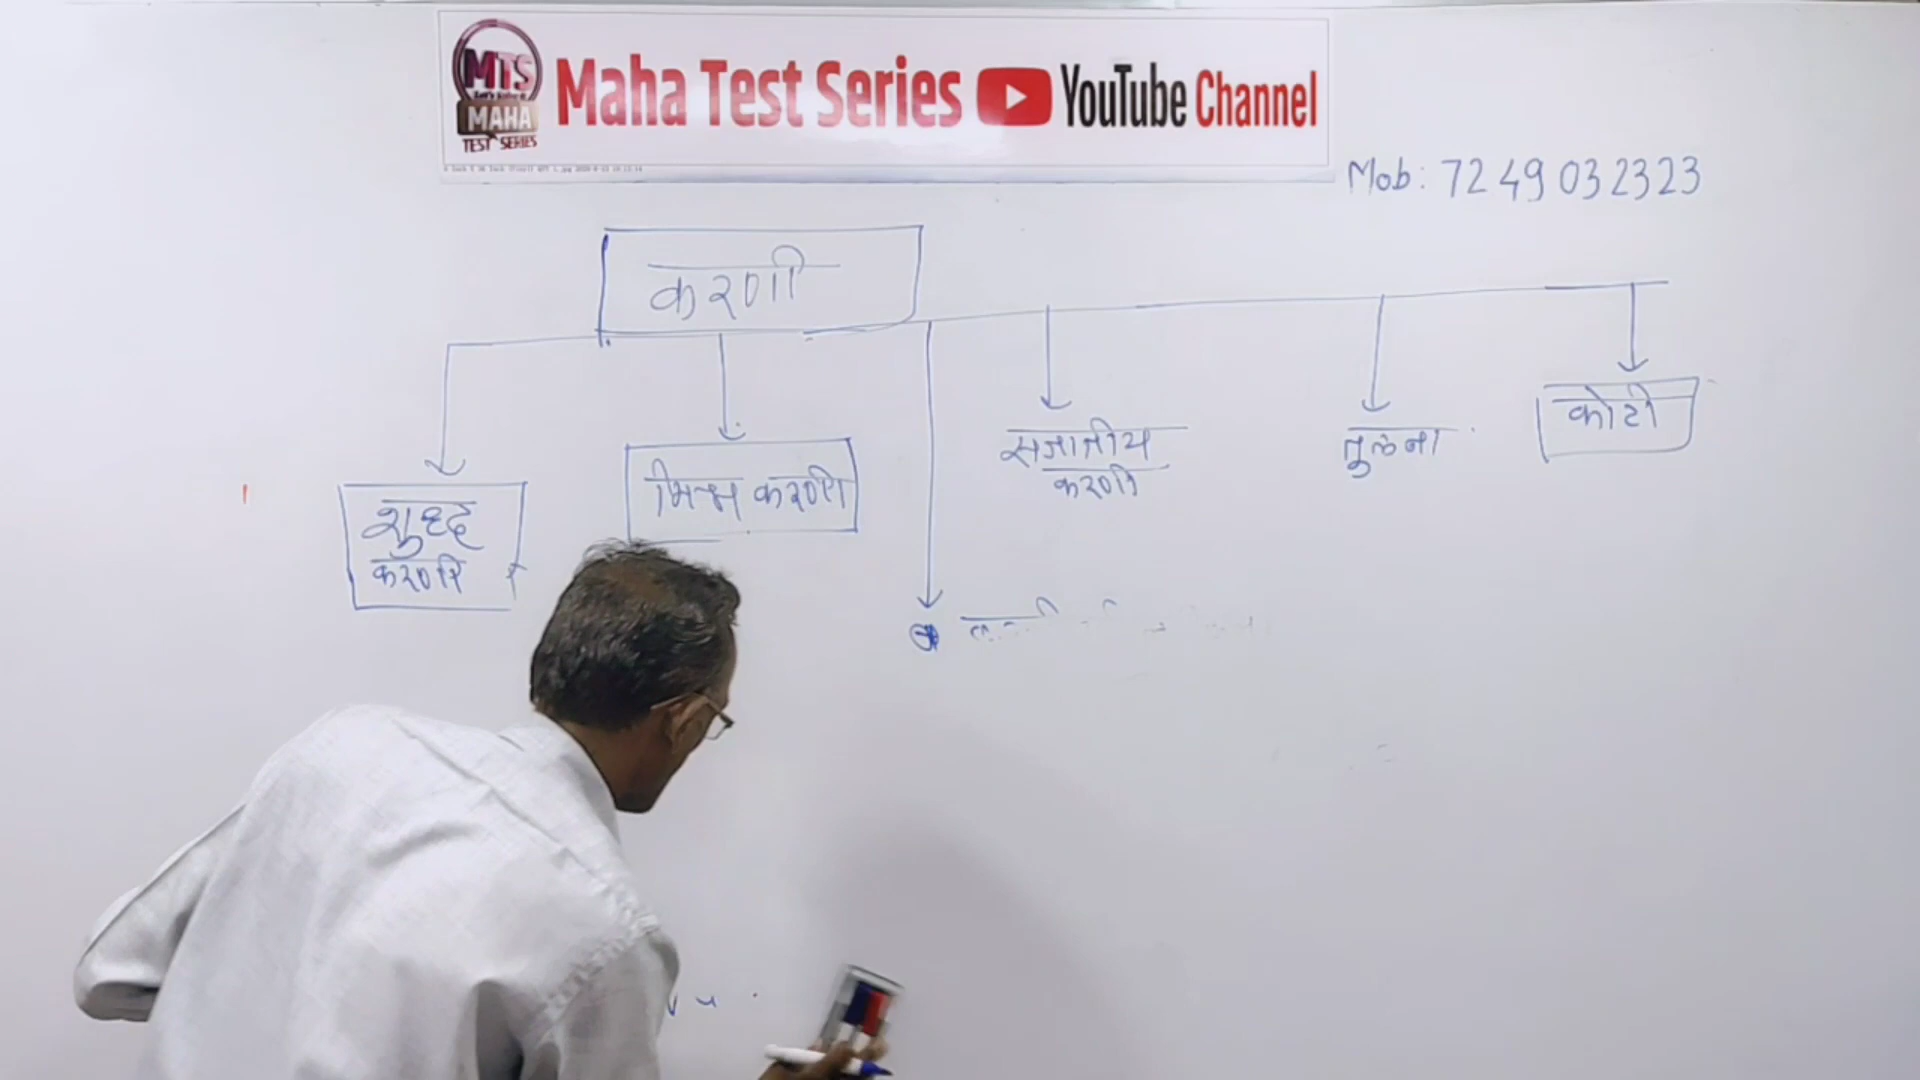 MTS
MAHA
TEST SERIES
Maha Test Series YouTube Channel
Mob: 7249032323
करणी
कोटी
सजातीय
करणी
तुलना
भिन्न करणी
शुध्द
करणी